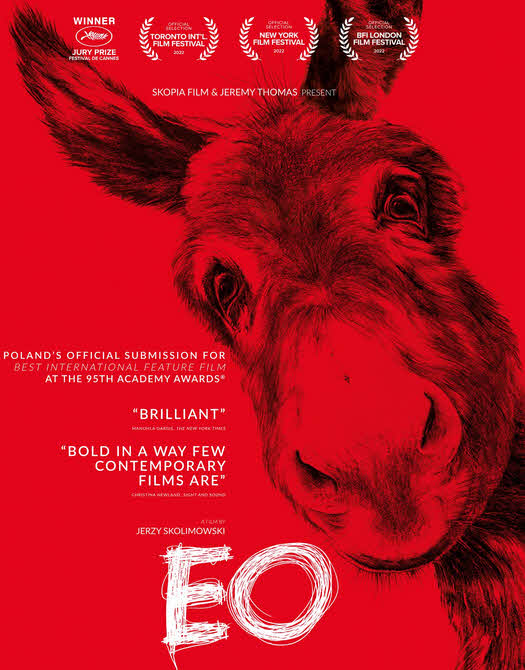 WINNER
JURY PRIZE
FESTIVAL DE CANNES
OFFICIAL
SELECTION
TORONTO INT'L
FILM FESTIVAL
2022
OFFICIAL
SELECTION
NEW YORK
FILM FESTIVAL
2022
OFFICIAL
SELECTION
BFI LONDON
FILM FESTIVAL
2022
SKOPIA FILM & JEREMY THOMAS PRESENT
POLAND'S OFFICIAL SUBMISSION FOR
BEST INTERNATIONAL FEATURE FILM
AT THE 95TH ACADEMY AWARDS®
“BRILLIANT”
MANOHLA DARGIS, THE NEW YORK TIMES
“BOLD IN A WAY FEW
CONTEMPORARY
FILMS ARE”
CHRISTINA NEWLAND, SIGHT AND SOUND
A FILM BY
JERZY SKOLIMOWSKI
EO